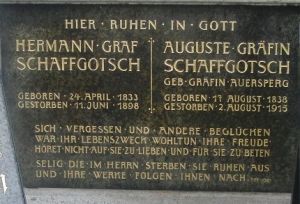 HIER · RUHEN · IN · GOTT
HERMANN · GRAF
SCHAFFGOTSCH
GEBOREN · 24. APRIL · 1833
GESTORBEN · 11. JUNI · 1898
AUGUSTE · GRÄFIN
SCHAFFGOTSCH
GEB · GRÄFIN · AUERSPERG
GEBOREN · 17 AUGUST · 1838
GESTORBEN · 2. AUGUST · 1915
SICH · VERGESSEN · UND · ANDERE · BEGLÜCKEN
WAR · IHR · LEBENSZWECK · WOHLTUN · IHRE · FREUDE ·
HÖRET · NICHT · AUF · SIE · ZU · LIEBEN · UND · FÜR · SIE · ZU · BETEN
SELIG · DIE · IM · HERRN · STERBEN · SIE · RUHEN · AUS
UND · IHRE · WERKE · FOLGEN · IHNEN · NACH ·